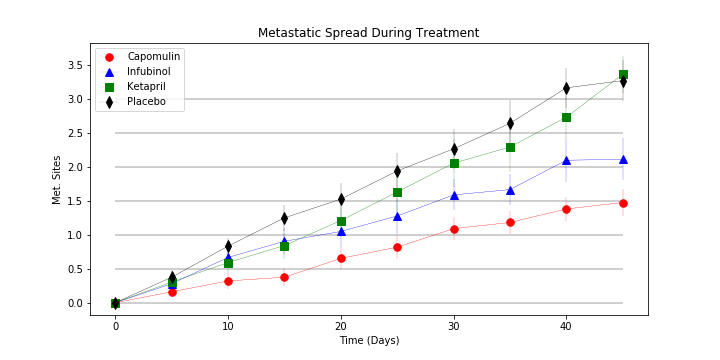 Metastatic Spread During Treatment
Capomulin
Infubinol
Ketapril
Placebo
Met. Sites
3.5
3.0
2.5
2.0
1.5
1.0
0.5
0.0
0 10 20 30 40
Time (Days)